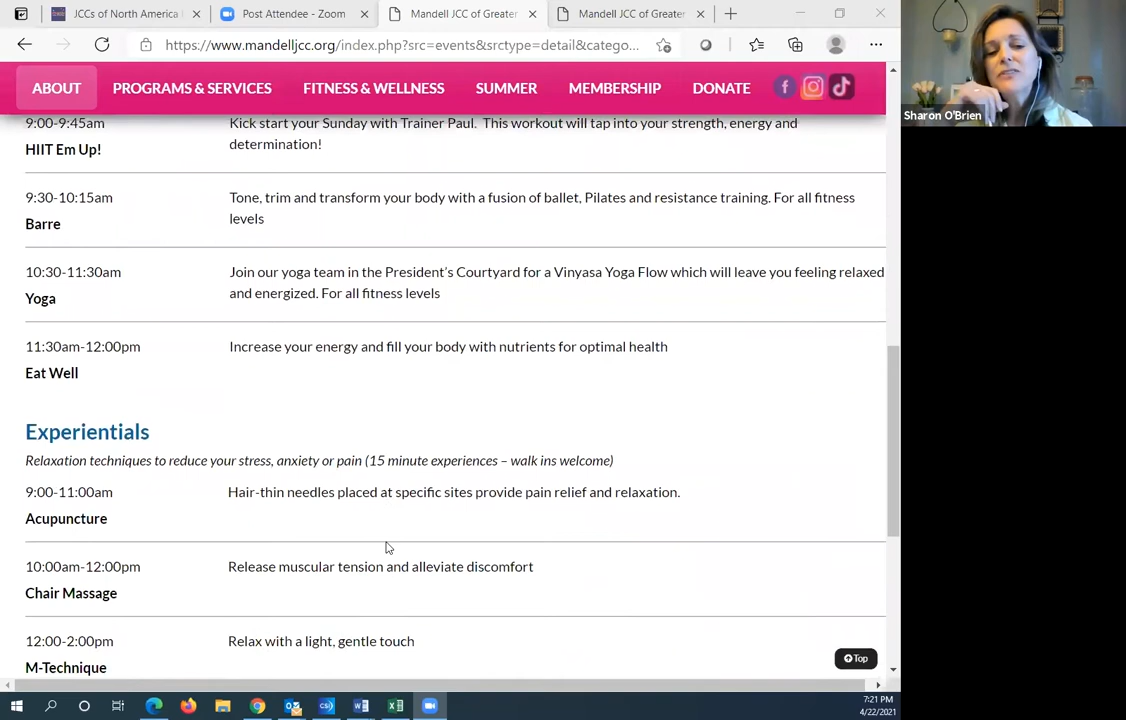 JCCs of North America
Post Attendee - Zoom
Mandell JCC of Greater
Mandell JCC of Greater
https://www.mandelljcc.org/index.php?src=events&srctype=detail&catego...
ABOUT
PROGRAMS & SERVICES
FITNESS & WELLNESS
SUMMER
MEMBERSHIP
DONATE
Sharon O'Brien
9:00-9:45am
HIIT Em Up!
Kick start your Sunday with Trainer Paul. This workout will tap into your strength, energy and
determination!
9:30-10:15am
Barre
Tone, trim and transform your body with a fusion of ballet, Pilates and resistance training. For all fitness
levels
10:30-11:30am
Yoga
Join our yoga team in the President's Courtyard for a Vinyasa Yoga Flow which will leave you feeling relaxed
and energized. For all fitness levels
11:30am-12:00pm
Eat Well
Increase your energy and fill your body with nutrients for optimal health
Experientials
Relaxation techniques to reduce your stress, anxiety or pain (15 minute experiences – walk ins welcome)
9:00-11:00am
Acupuncture
Hair-thin needles placed at specific sites provide pain relief and relaxation.
10:00am-12:00pm
Chair Massage
Release muscular tension and alleviate discomfort
12:00-2:00pm
M-Technique
Relax with a light, gentle touch
Top
CSI
7:21 PM
4/22/2021